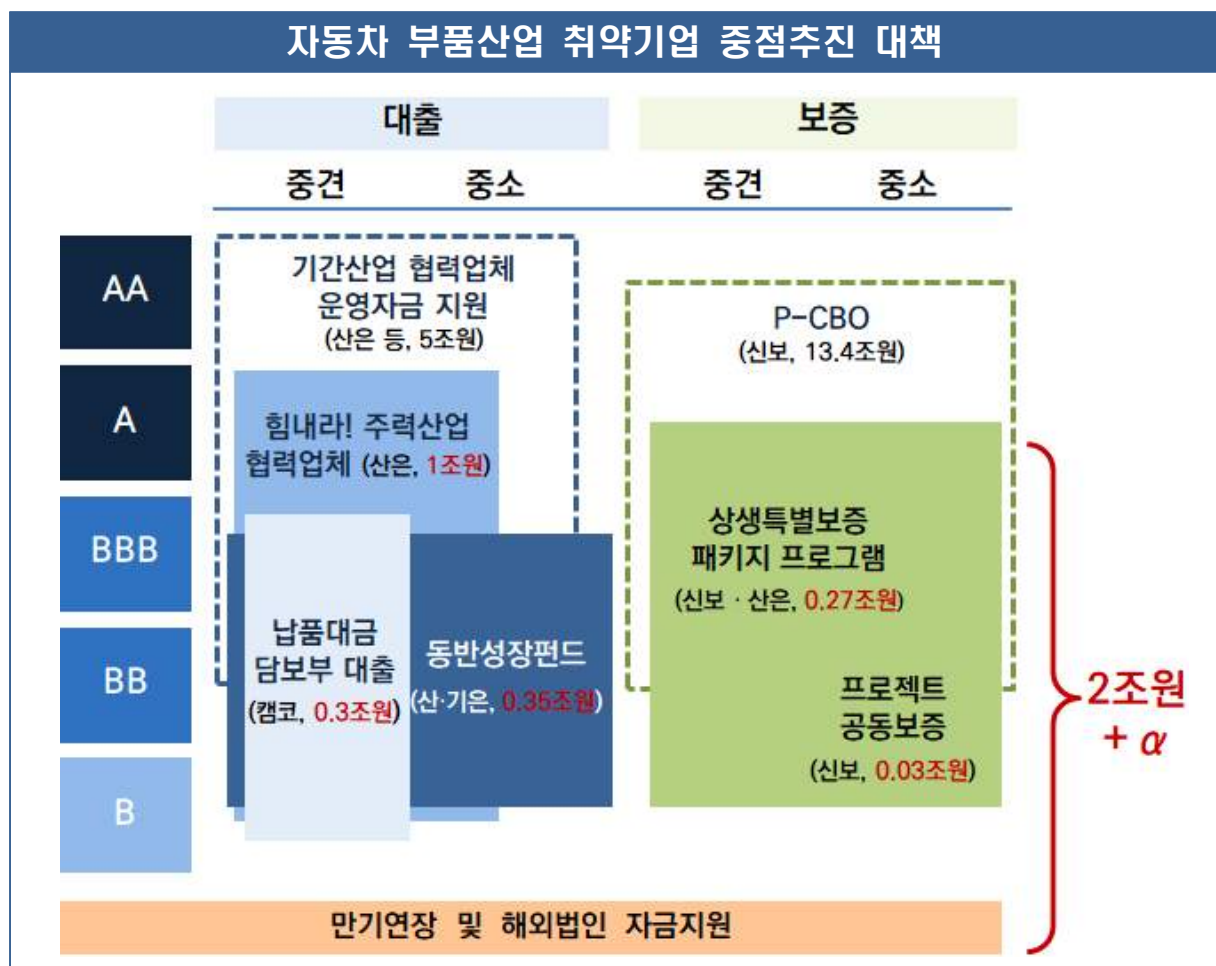 자동차 부품산업 취약기업 중점추진 대책
대출
보증
중견
중소
중견
중소
AA
기간산업 협력업체
운영자금 지원
(산은 등, 5조원)
P-CBO
(신보, 13.4조원)
A
힘내라! 주력산업
협력업체 (산은, 1조원)
BBB
상생특별보증
패키지 프로그램
(신보 · 산은, 0.27조원)
BB
납품대금
담보부 대출
(캠코, 0.3조원)
동반성장펀드
(산·기은, 0.35조원)
프로젝트
공동보증
(신보, 0.03조원)
2조원
+ α
B
만기연장 및 해외법인 자금지원